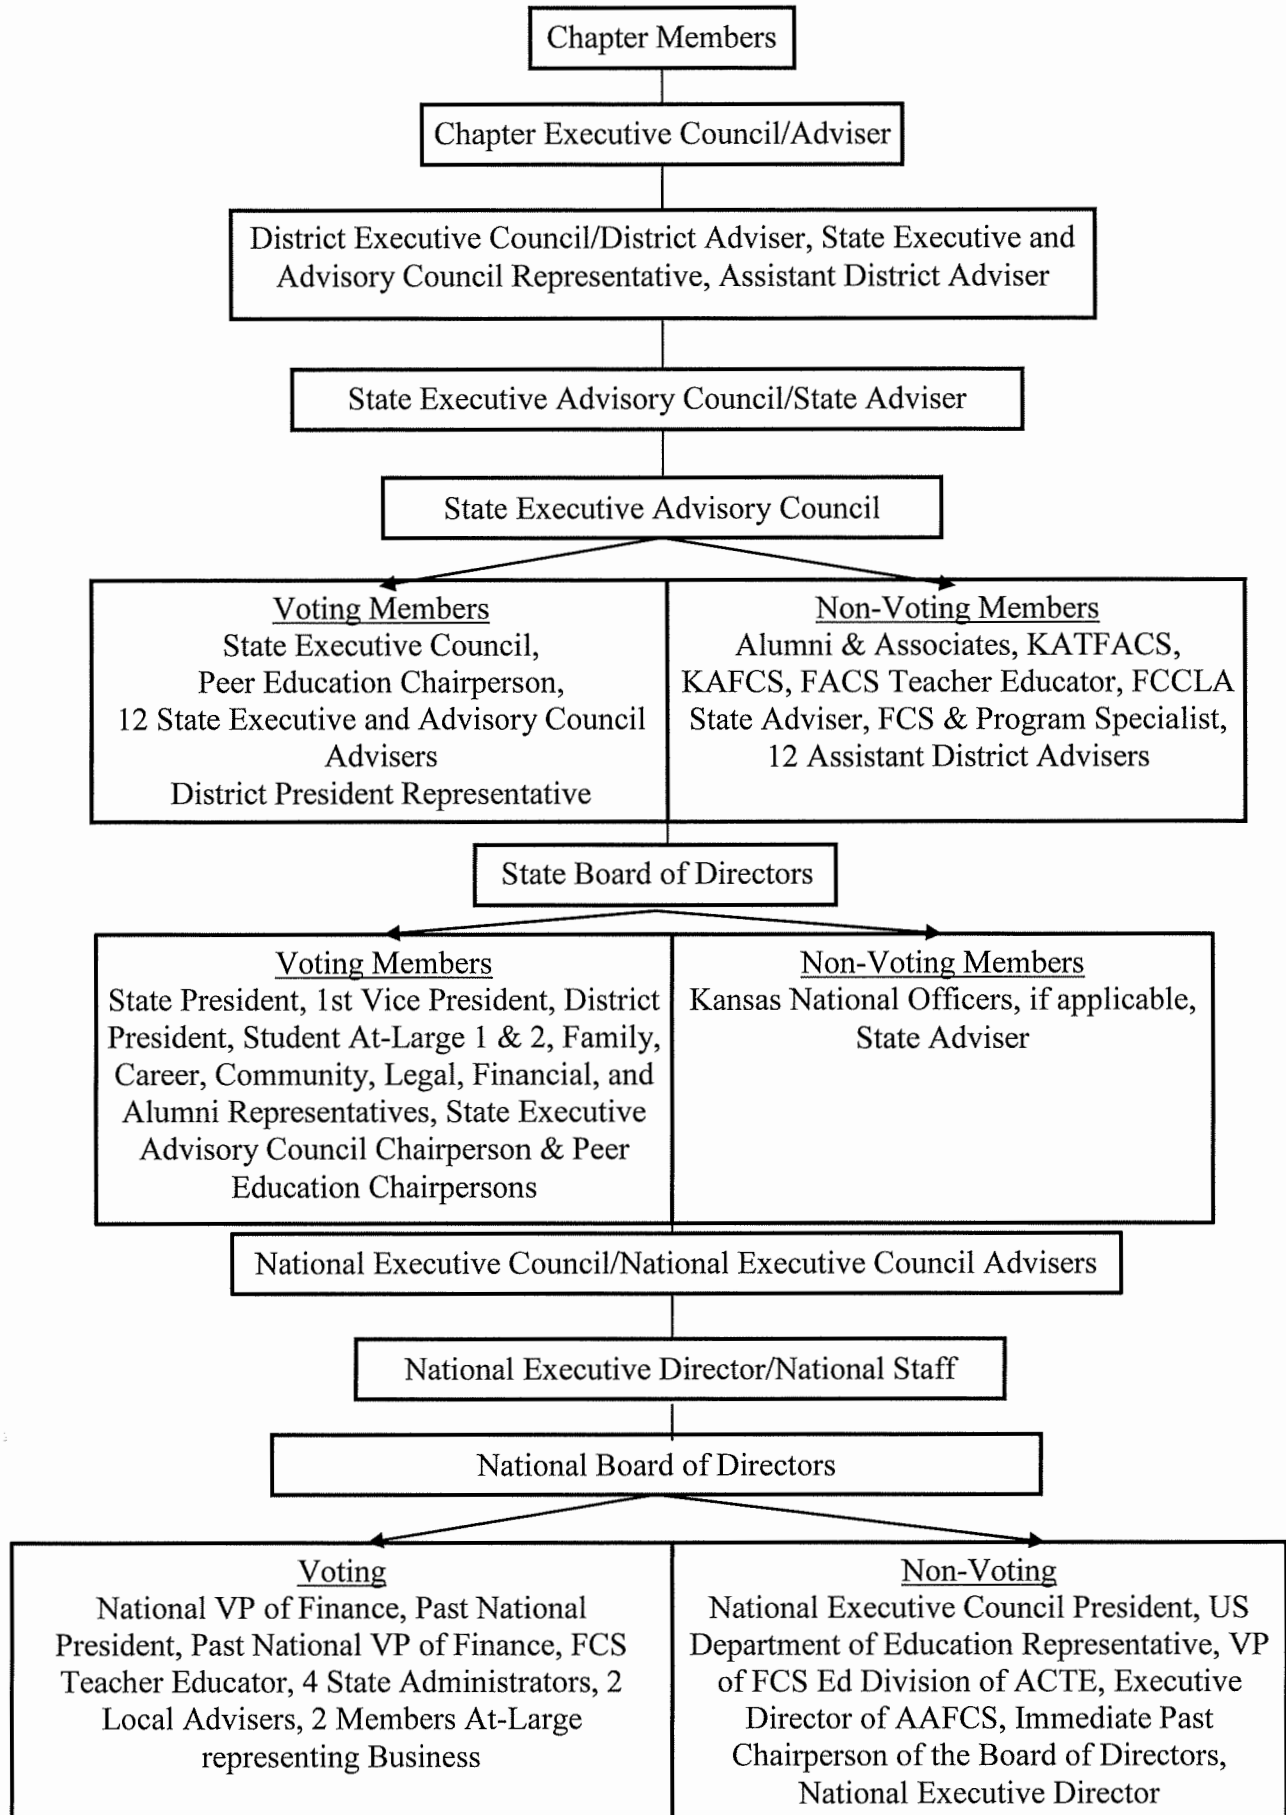 Chapter Members
Chapter Executive Council/Adviser
District Executive Council/District Adviser, State Executive and
Advisory Council Representative, Assistant District Adviser
State Executive Advisory Council/State Adviser
State Executive Advisory Council
Voting Members
State Executive Council,
Peer Education Chairperson,
12 State Executive and Advisory Council
Advisers
District President Representative
Non-Voting Members
Alumni & Associates, KATFACS,
KAFCS, FACS Teacher Educator, FCCLA
State Adviser, FCS & Program Specialist,
12 Assistant District Advisers
State Board of Directors
Voting Members
State President, 1st Vice President, District
President, Student At-Large 1 & 2, Family,
Career, Community, Legal, Financial, and
Alumni Representatives, State Executive
Advisory Council Chairperson & Peer
Education Chairpersons
Non-Voting Members
Kansas National Officers, if applicable,
State Adviser
National Executive Council/National Executive Council Advisers
National Executive Director/National Staff
National Board of Directors
Voting
National VP of Finance, Past National
President, Past National VP of Finance, FCS
Teacher Educator, 4 State Administrators, 2
Local Advisers, 2 Members At-Large
representing Business
Non-Voting
National Executive Council President, US
Department of Education Representative, VP
of FCS Ed Division of ACTE, Executive
Director of AAFCS, Immediate Past
Chairperson of the Board of Directors,
National Executive Director